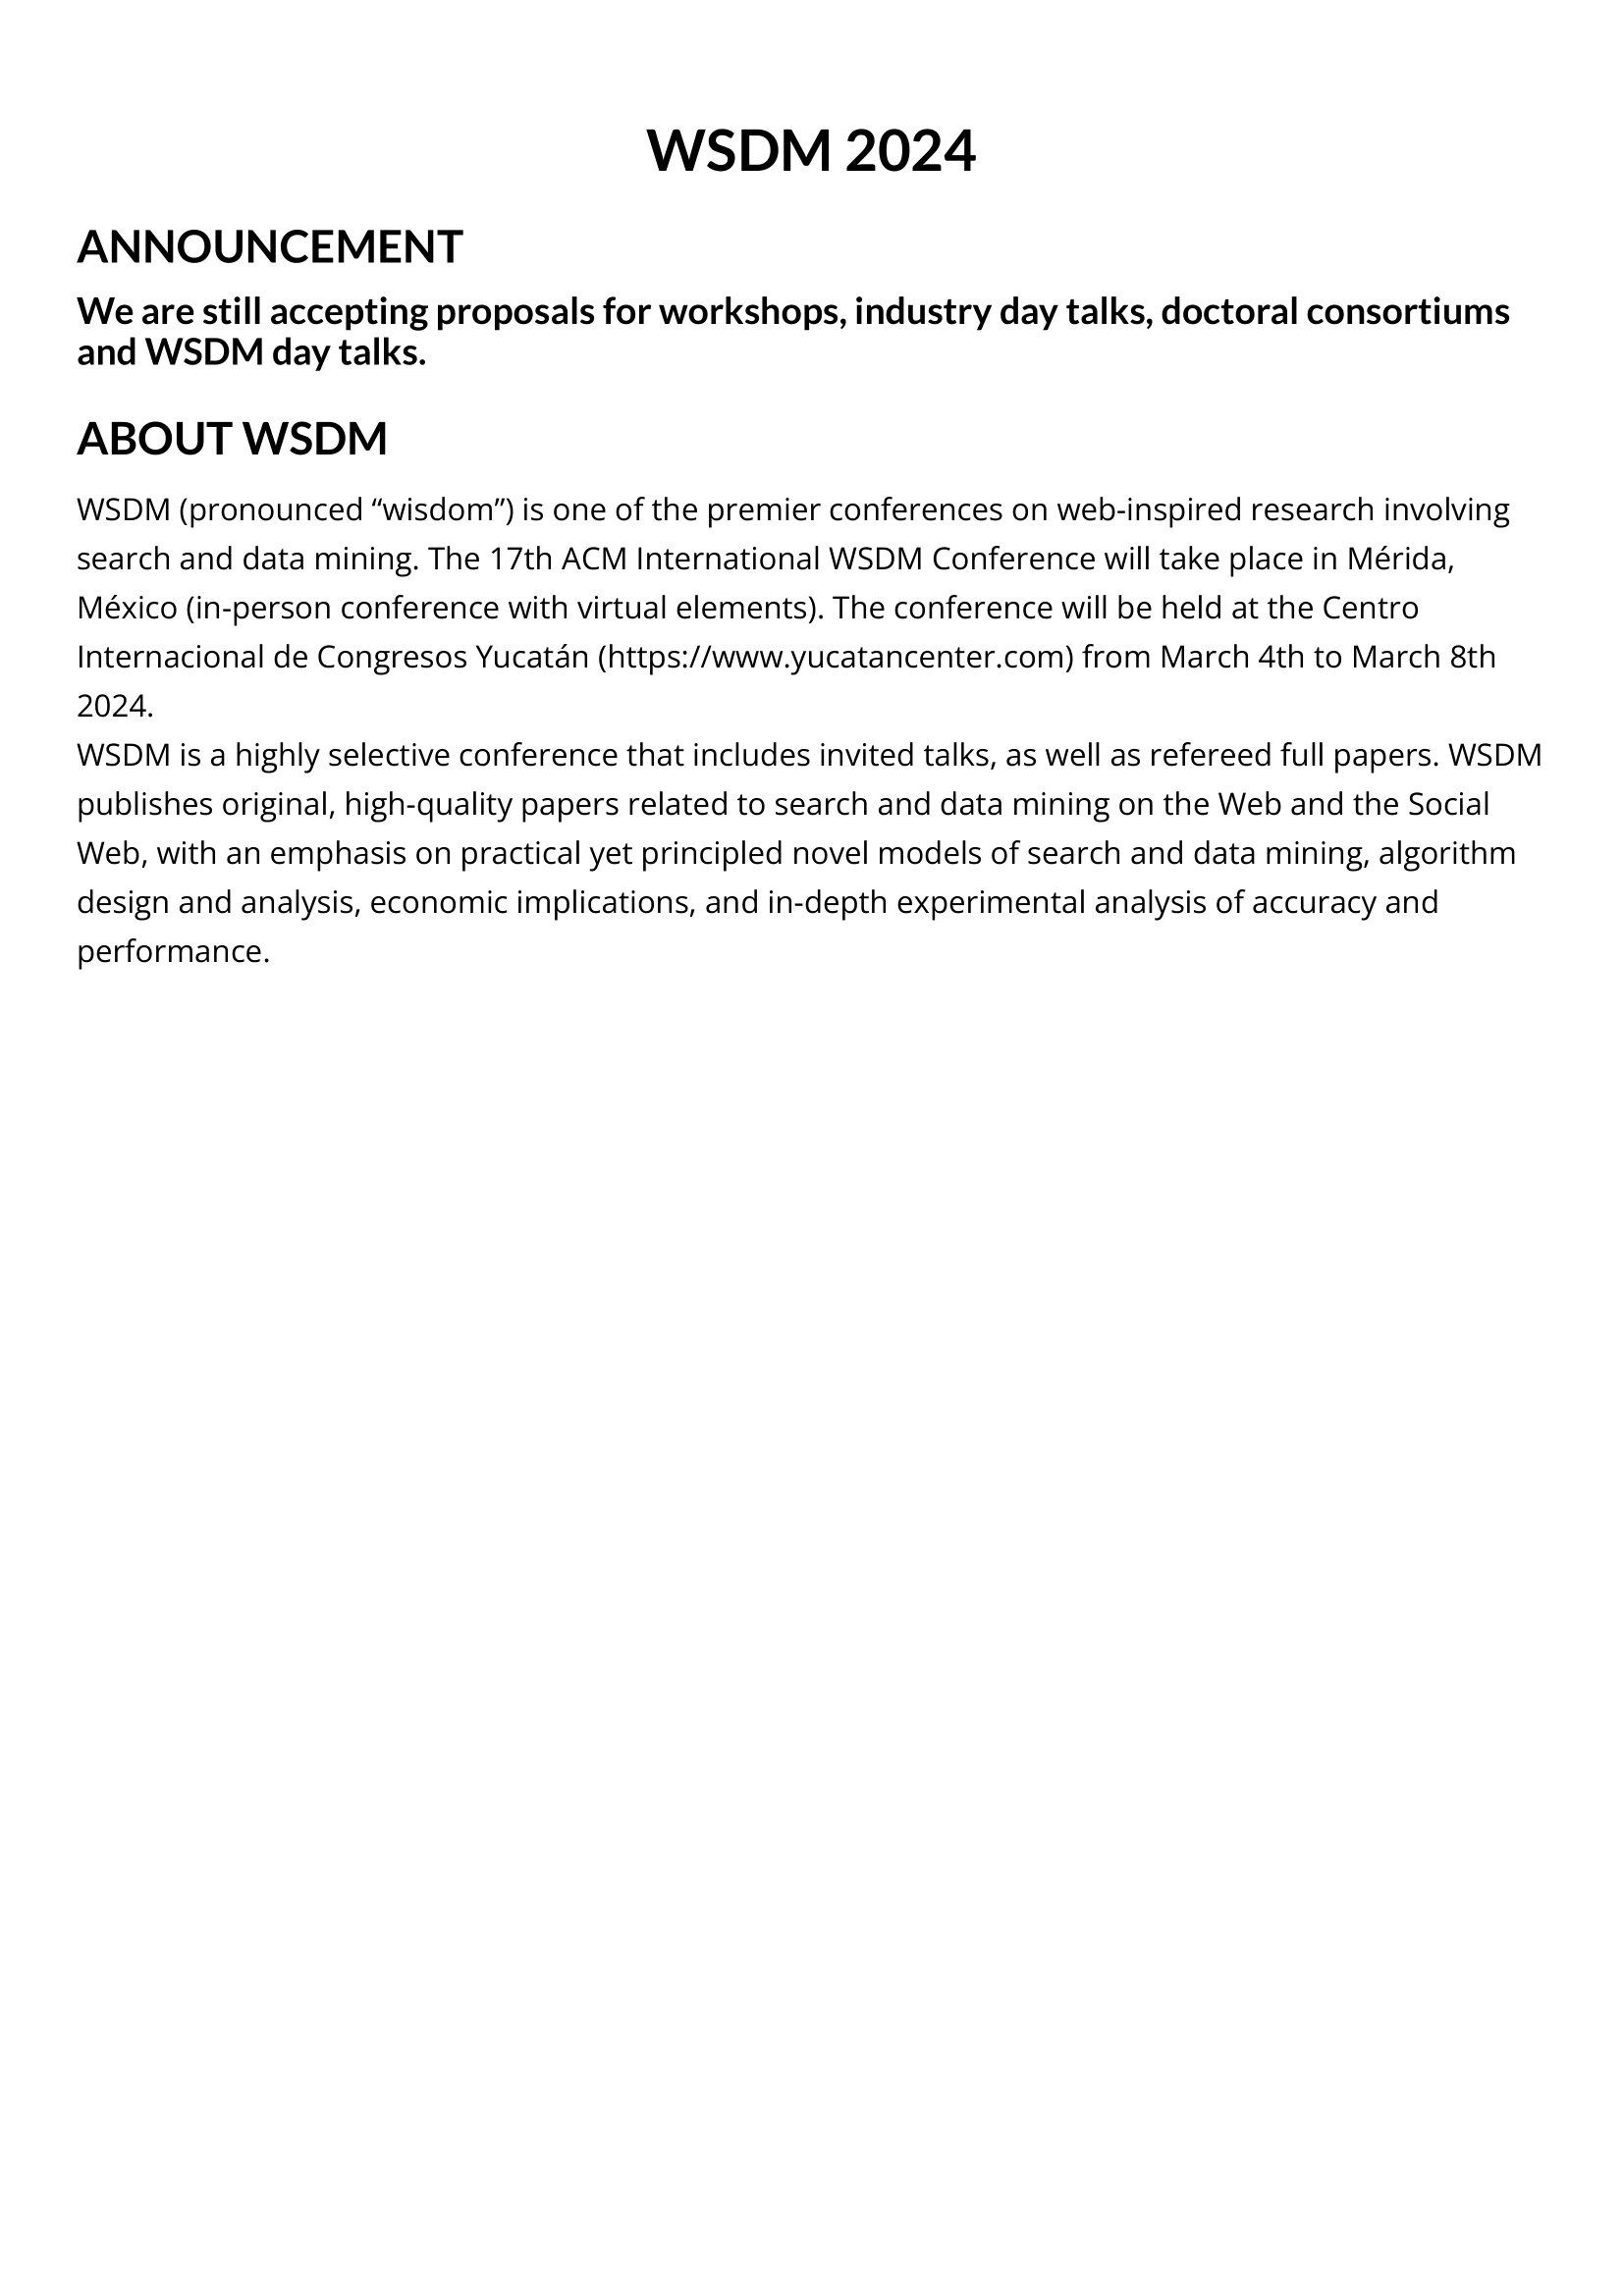 WSDM 2024
ANNOUNCEMENT
We are still accepting proposals for workshops, industry day talks, doctoral consortiums
and WSDM day talks.
ABOUT WSDM
WSDM (pronounced “wisdom”) is one of the premier conferences on web-inspired research involving
search and data mining. The 17th ACM International WSDM Conference will take place in Mérida,
México (in-person conference with virtual elements). The conference will be held at the Centro
Internacional de Congresos Yucatán (https://www.yucatancenter.com) from March 4th to March 8th
2024.
WSDM is a highly selective conference that includes invited talks, as well as refereed full papers. WSDM
publishes original, high-quality papers related to search and data mining on the Web and the Social
Web, with an emphasis on practical yet principled novel models of search and data mining, algorithm
design and analysis, economic implications, and in-depth experimental analysis of accuracy and
performance.